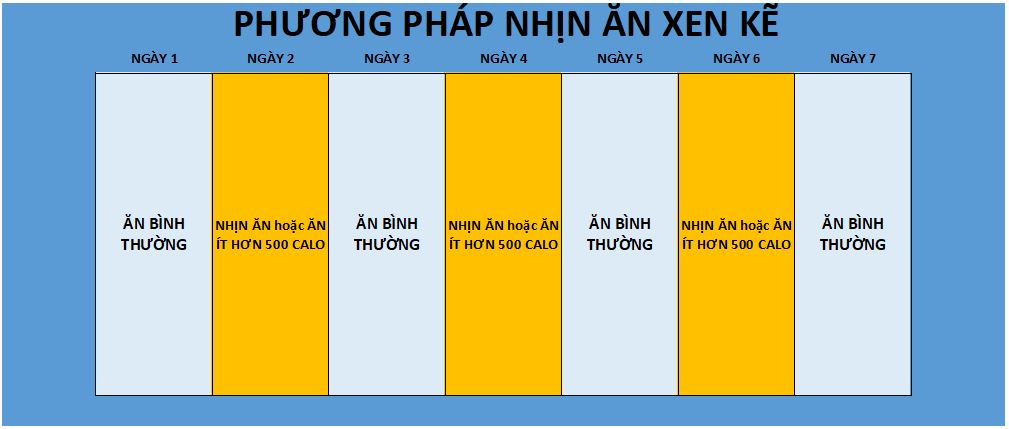 PHƯƠNG PHÁP NHỊN ĂN XEN KẼ
NGÀY 1 NGÀY 2 NGÀY 3 NGÀY 4 NGÀY 5 NGÀY 6 NGÀY 7
ĂN BÌNH
THƯỜNG
NHỊN ĂN hoặc ĂN
ÍT HƠN 500 CALO
ĂN BÌNH
THƯỜNG
NHỊN ĂN hoặc ĂN
ÍT HƠN 500 CALO
ĂN BÌNH
THƯỜNG
NHỊN ĂN hoặc ĂN
ÍT HƠN 500 CALO
ĂN BÌNH
THƯỜNG